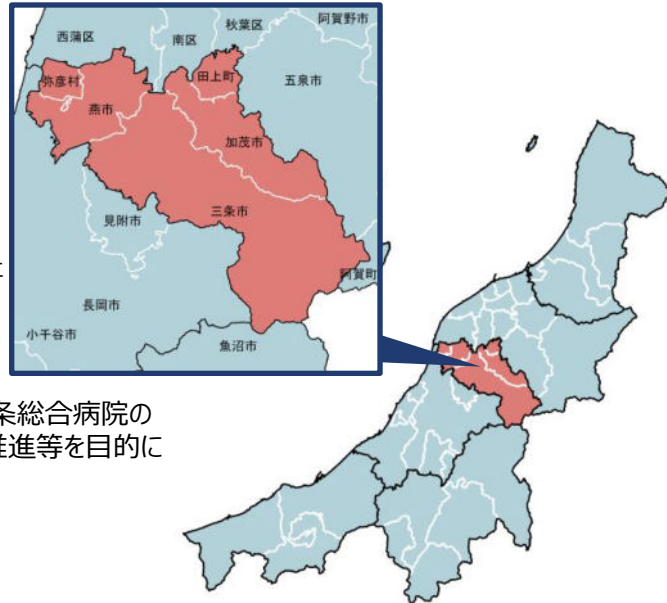 阿賀野市
秋葉区
西蒲区
南区
田上町
五泉市
弥彦村
燕市
加茂市
三条市
見附市
阿賀町
長岡市
小千谷市
魚沼市
条総合病院の
推進等を目的に